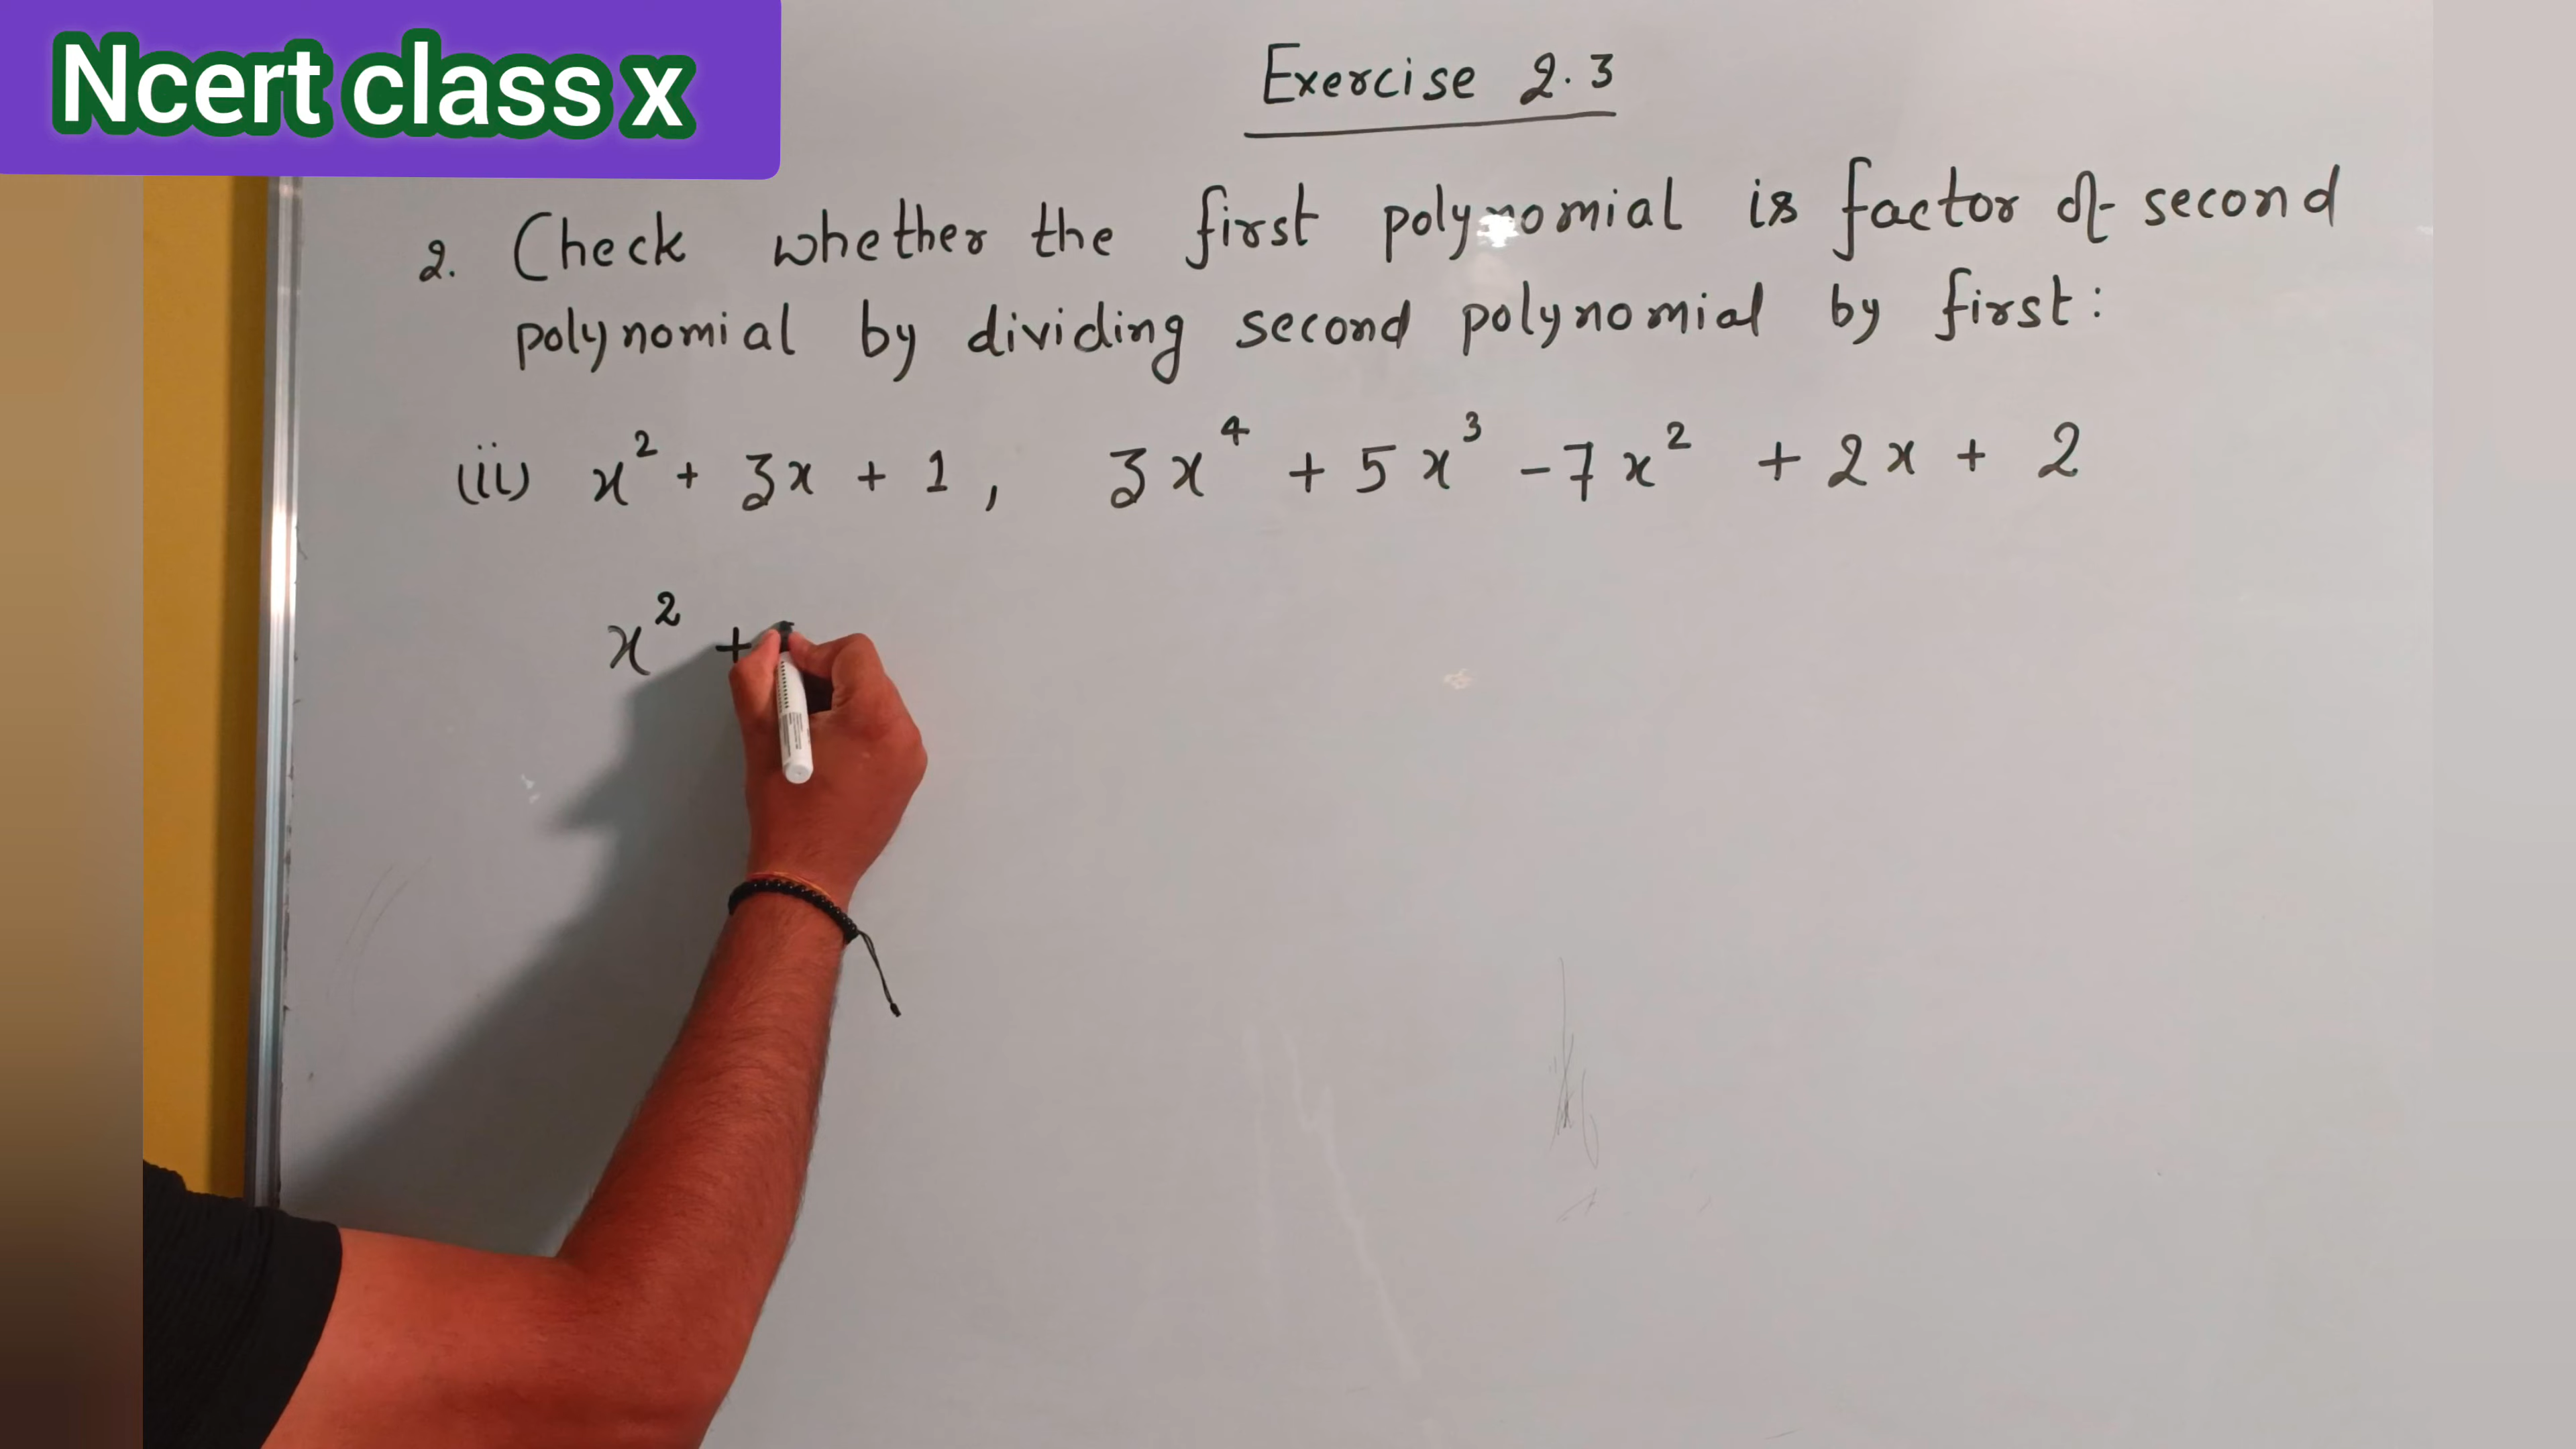 Ncert class x
Exercise 2.3
2. Check whether the first polynomial is factor of second
polynomial by dividing second polynomial by first:
(ii) x² + 3x + 1, 3x⁴ + 5x³ - 7x² + 2x + 2
x² +